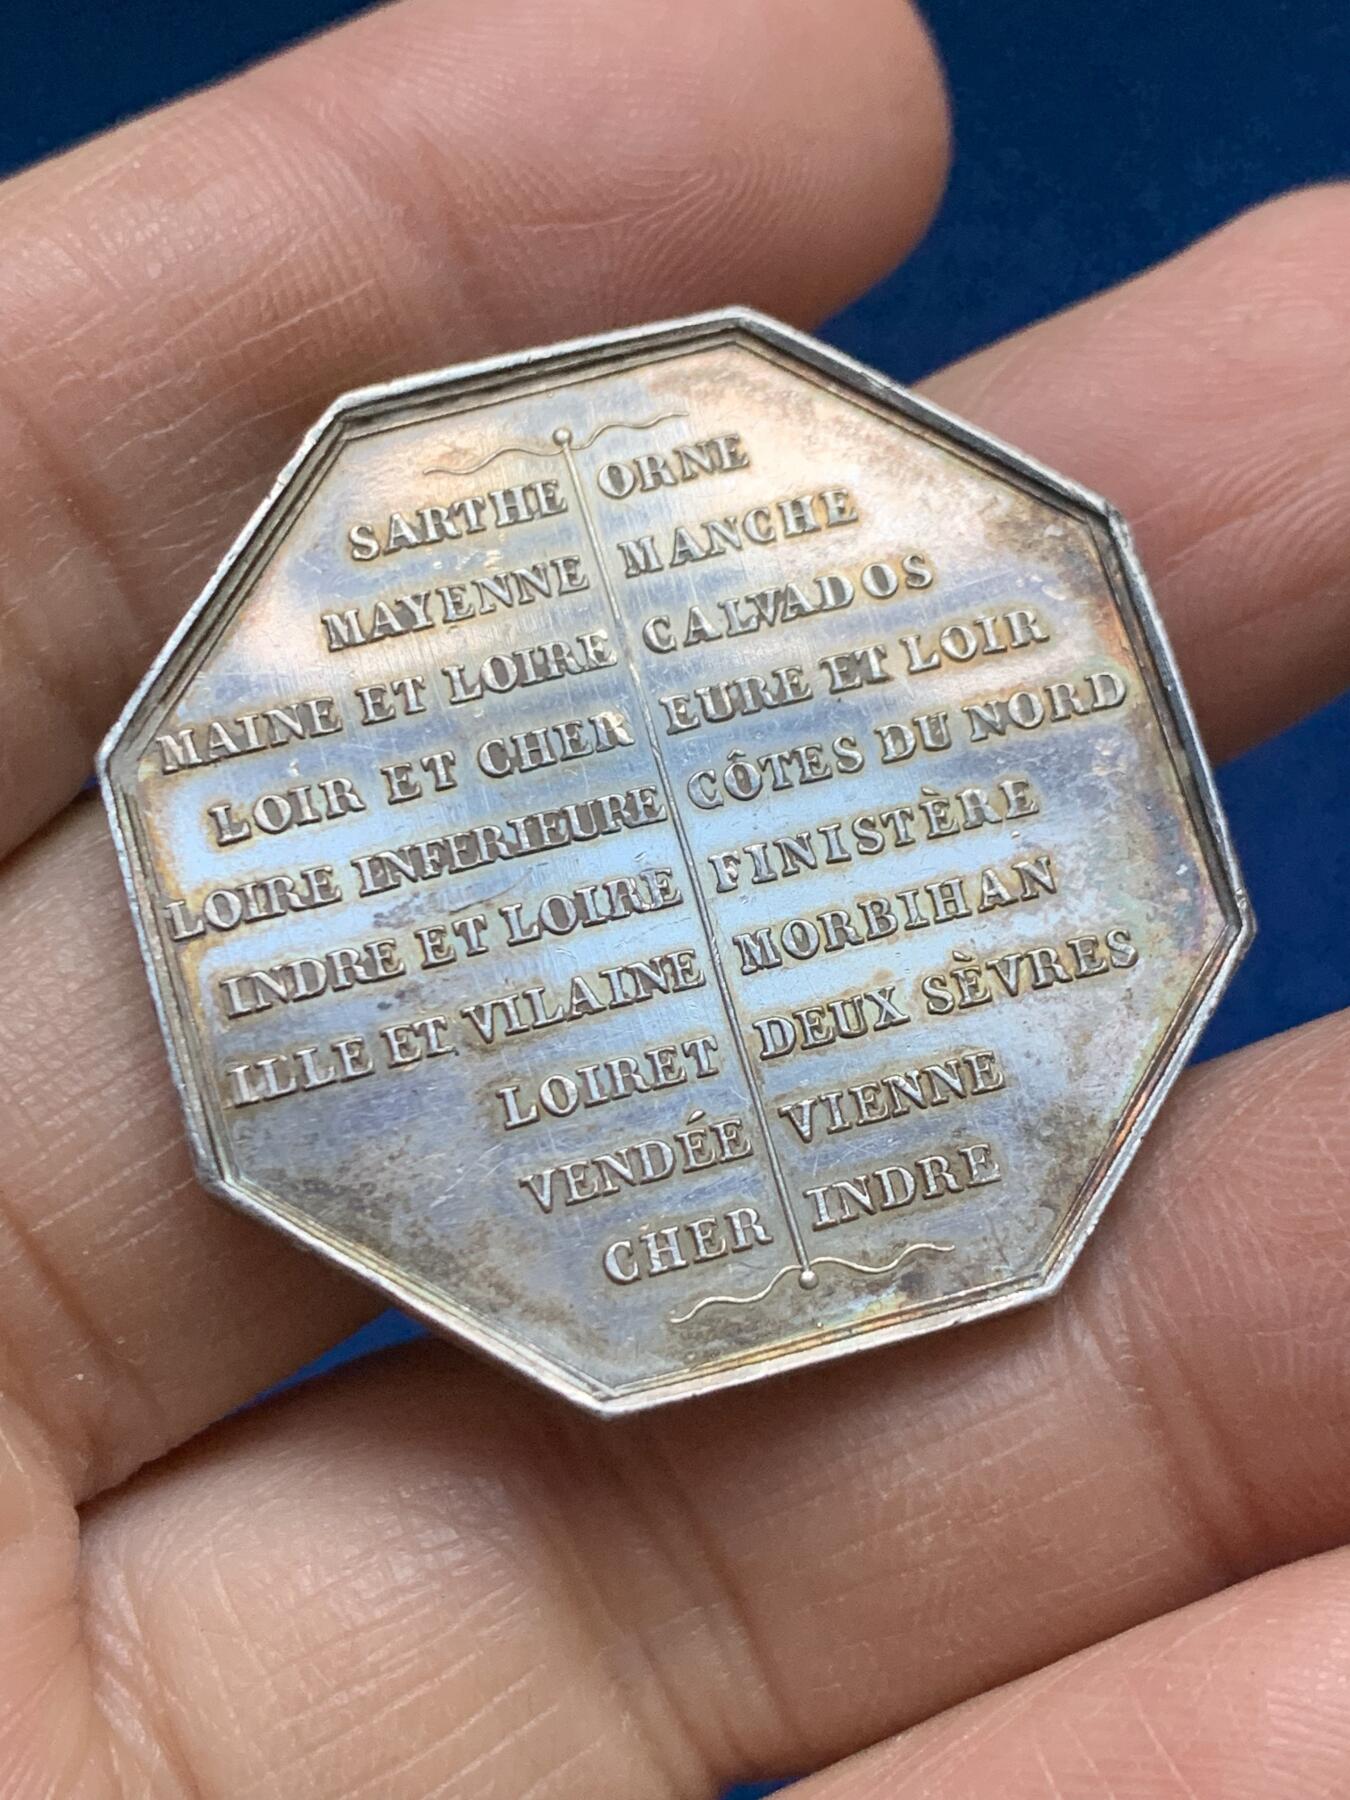 SARTHE ORNE
MAYENNE MANCHE
MAINE ET LOIRE CALVADOS
LOIR ET CHER EURE ET LOIR
LOIRE INFERIEURE CÔTES DU NORD
INDRE ET LOIRE FINISTÈRE
ILLE ET VILAINE MORBIHAN
LOIRET DEUX SÈVRES
VENDÉE VIENNE
CHER INDRE